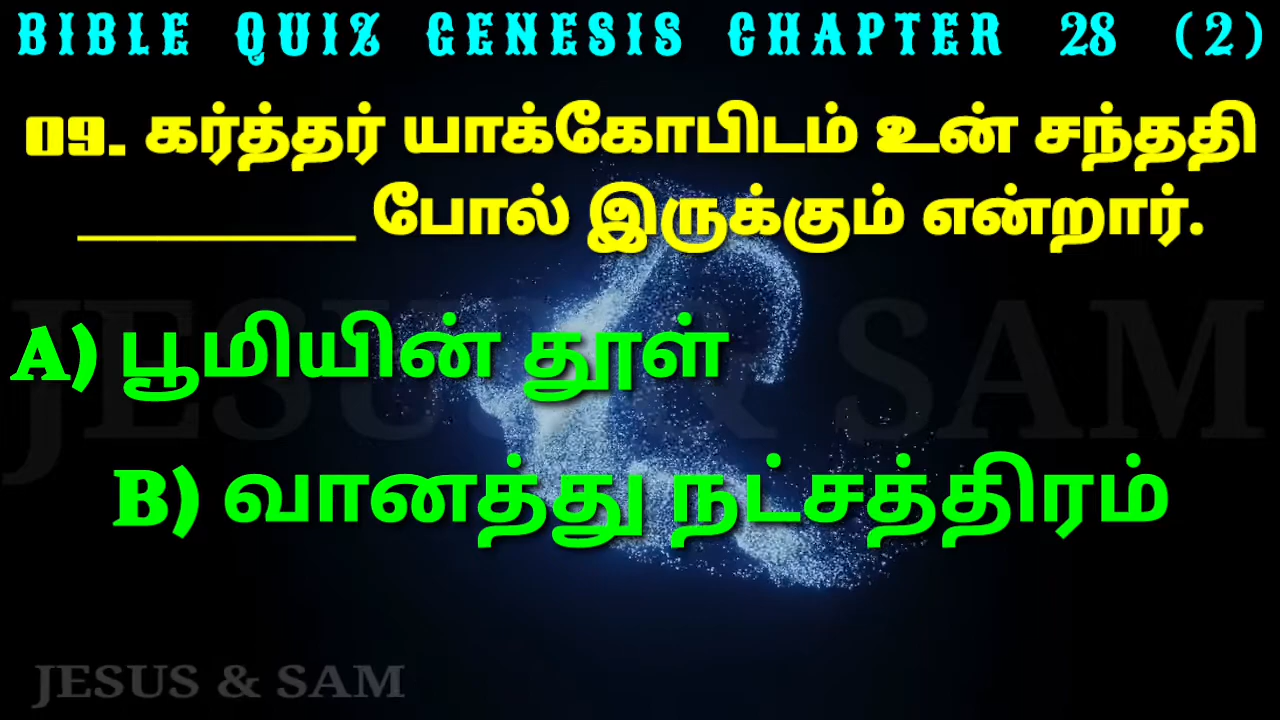 BIBLE QUIZ GENESIS CHAPTER 28 (2)
09. கர்த்தர் யாக்கோபிடம் உன் சந்ததி
__________ போல் இருக்கும் என்றார்.
A) பூமியின் தூள்
JESUS & SAM
B) வானத்து நட்சத்திரம்
JESUS & SAM